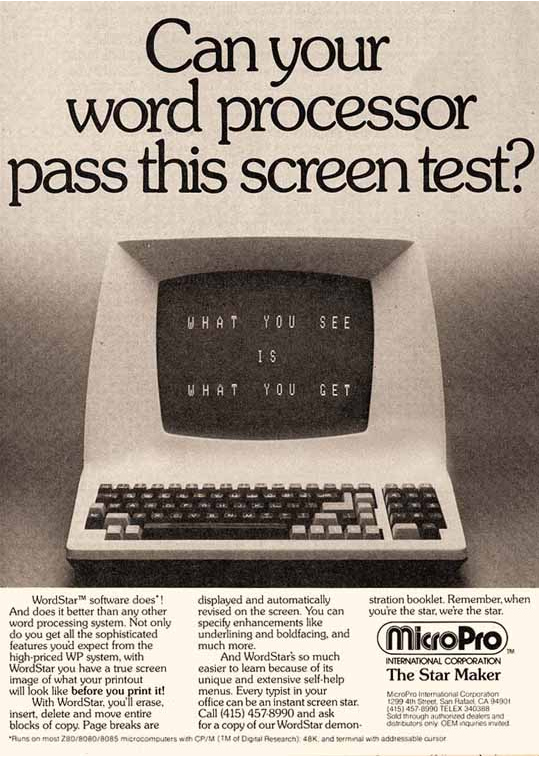 Can your
word processor
pass this screen test?
WHAT YOU SEE
IS
WHAT YOU GET
WordStar™ software does*!
And does it better than any other
word processing system. Not only
do you get all the sophisticated
features you'd expect from the
high-priced WP system, with
WordStar you have a true screen
image of what your printout
will look like before you print it!
With WordStar, you'll erase,
insert, delete and move entire
blocks of copy. Page breaks are
displayed and automatically
revised on the screen. You can
specify enhancements like
underlining and boldfacing, and
much more.
And WordStar's so much
easier to learn because of its
unique and extensive self-help
menus. Every typist in your
office can be an instant screen star.
Call (415) 457-8990 and ask
for a copy of our WordStar demon-
stration booklet. Remember, when
you're the star, we're the star.
MicroPro™
INTERNATIONAL CORPORATION
The Star Maker
MicroPro International Corporation
1299 4th Street, San Rafael, CA 94901
(415) 457-8990 TELEX 340388
Sold through authorized dealers and
distributors only. OEM inquiries invited.
*Runs on most Z80/8080/8085 microcomputers with CP/M (TM of Digital Research), 48K, and terminal with addressable cursor.